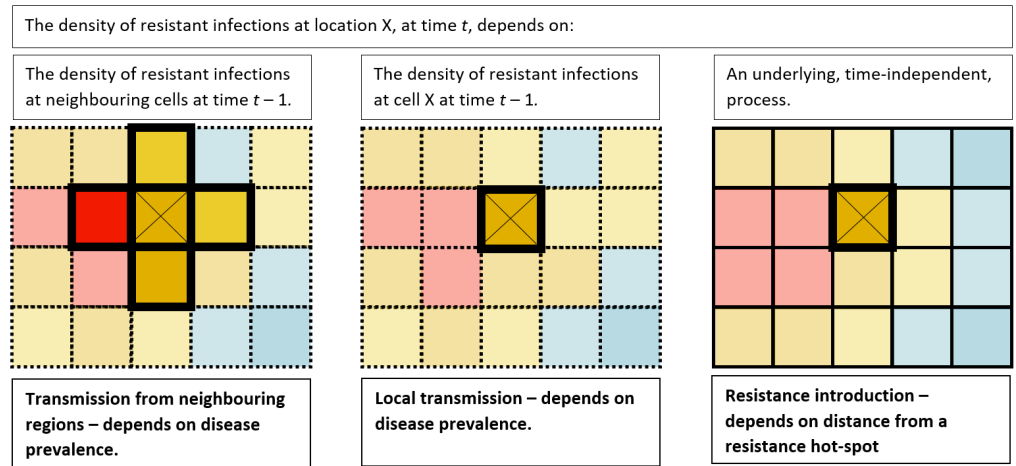 The density of resistant infections at location X, at time t, depends on:
The density of resistant infections
at neighbouring cells at time t – 1.
The density of resistant infections
at cell X at time t – 1.
An underlying, time-independent,
process.
Transmission from neighbouring
regions – depends on disease
prevalence.
Local transmission – depends on
disease prevalence.
Resistance introduction –
depends on distance from a
resistance hot-spot